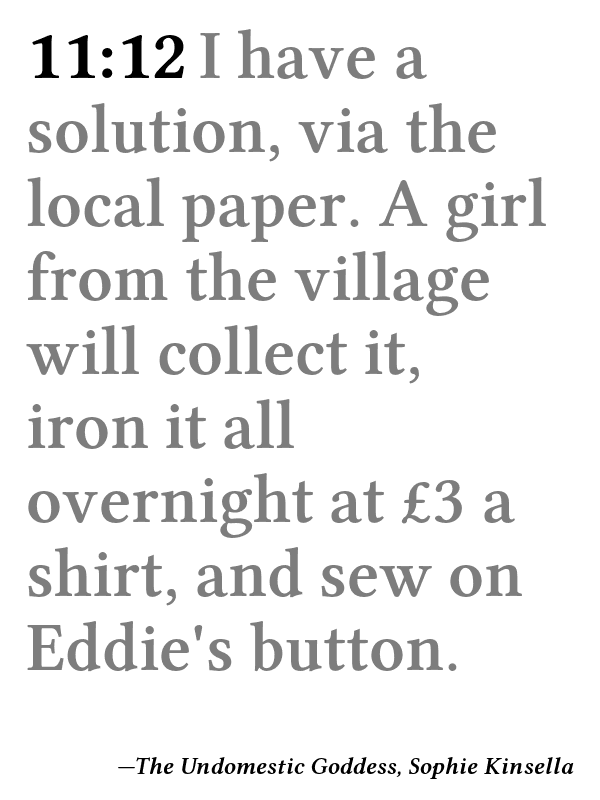 11:12 I have a
solution, via the
local paper. A girl
from the village
will collect it,
iron it all
overnight at £3 a
shirt, and sew on
Eddie's button.
—The Undomestic Goddess, Sophie Kinsella